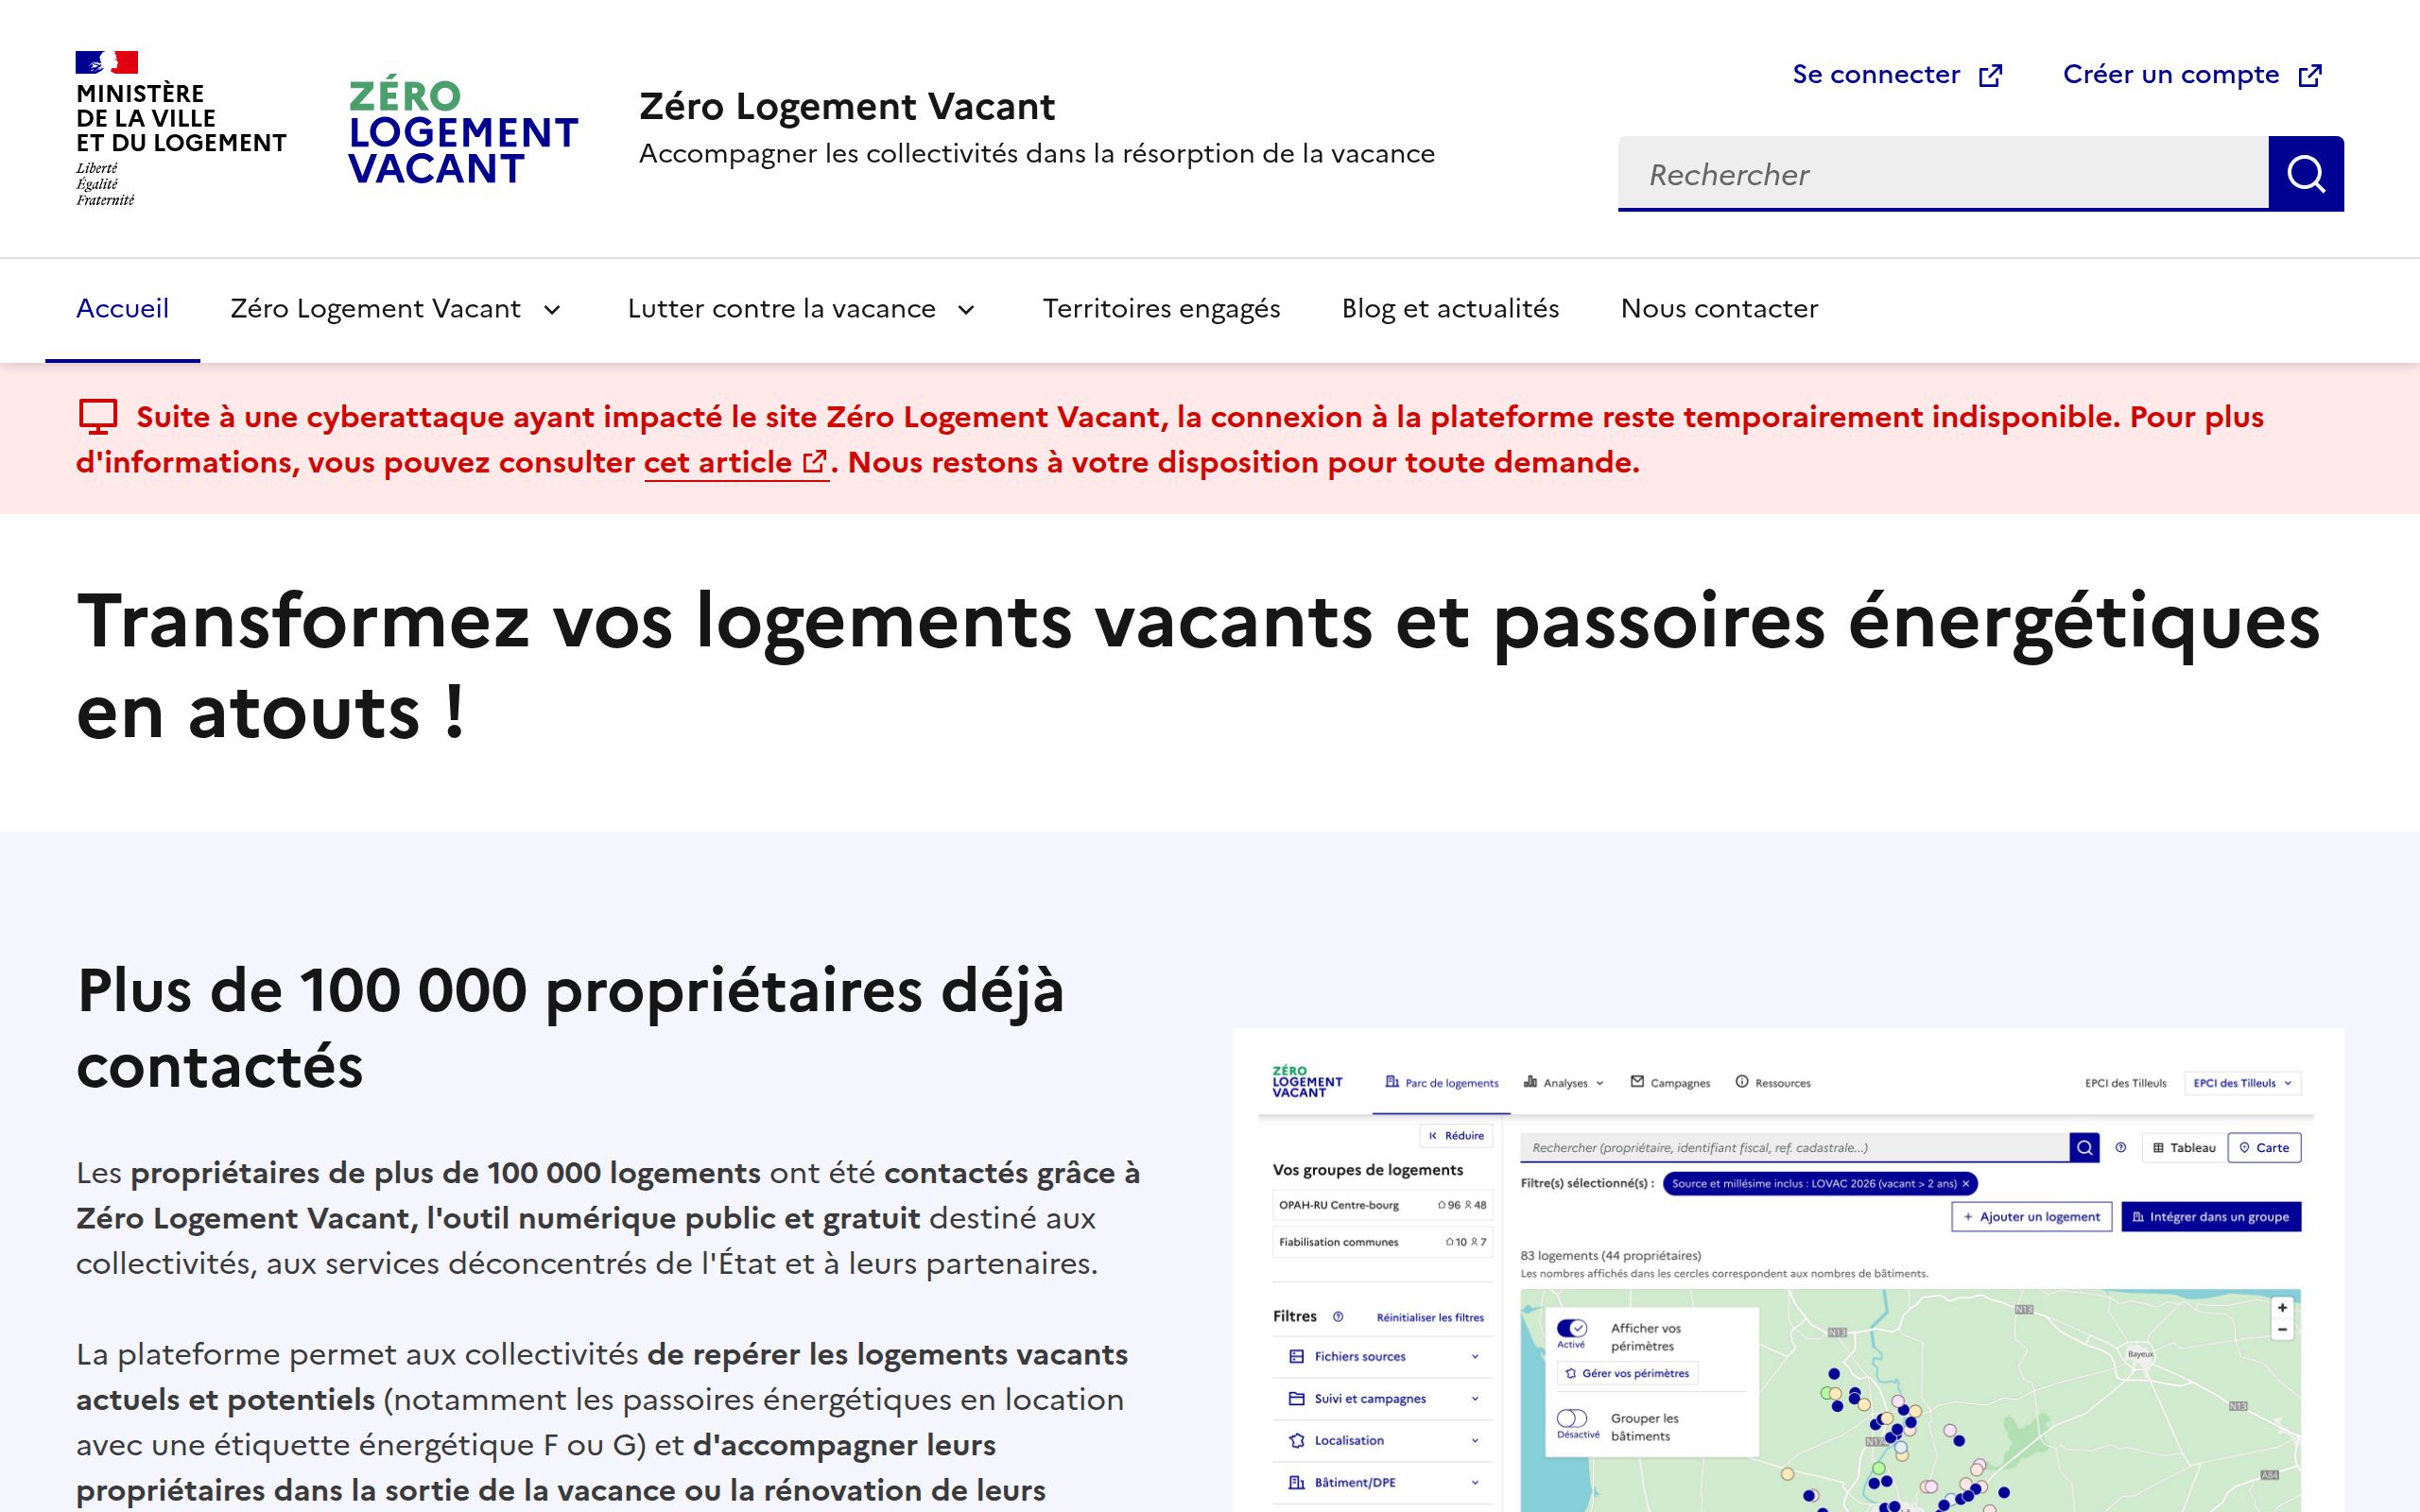 MINISTÈRE
DE LA VILLE
ET DU LOGEMENT
Liberté
Égalité
Fraternité
ZÉRO
LOGEMENT
VACANT
Zéro Logement Vacant
Accompagner les collectivités dans la résorption de la vacance
Se connecter
Créer un compte
Rechercher
Accueil
Zéro Logement Vacant
Lutter contre la vacance
Territoires engagés
Blog et actualités
Nous contacter
Suite à une cyberattaque ayant impacté le site Zéro Logement Vacant, la connexion à la plateforme reste temporairement indisponible. Pour plus
d'informations, vous pouvez consulter cet article . Nous restons à votre disposition pour toute demande.
Transformez vos logements vacants et passoires énergétiques
en atouts !
Plus de 100 000 propriétaires déjà
contactés
Les propriétaires de plus de 100 000 logements ont été contactés grâce à
Zéro Logement Vacant, l'outil numérique public et gratuit destiné aux
collectivités, aux services déconcentrés de l'État et à leurs partenaires.
La plateforme permet aux collectivités de repérer les logements vacants
actuels et potentiels (notamment les passoires énergétiques en location
avec une étiquette énergétique F ou G) et d'accompagner leurs
propriétaires dans la sortie de la vacance ou la rénovation de leurs
ZÉRO
LOGEMENT
VACANT
Parc de logements
Analyses
Campagnes
Ressources
EPCI des Tilleuls
EPCI des Tilleuls
Réduire
Vos groupes de logements
OPAH-RU Centre-bourg 96 48
Fiabilisation communes 10 7
Filtres
Réinitialiser les filtres
Fichiers sources
Suivi et campagnes
Localisation
Bâtiment/DPE
Rechercher (propriétaire, identifiant fiscal, ref. cadastrale...)
Tableau
Carte
Filtre(s) sélectionné(s) :
Source et millésime inclus : LOVAC 2026 (vacant > 2 ans) ×
+ Ajouter un logement
Intégrer dans un groupe
83 logements (44 propriétaires)
Les nombres affichés dans les cercles correspondent aux nombres de bâtiments.
Activé
Afficher vos
périmètres
Gérer vos périmètres
Désactivé
Grouper les
bâtiments
N13
N13
Bayeux
N13
A84
+
−